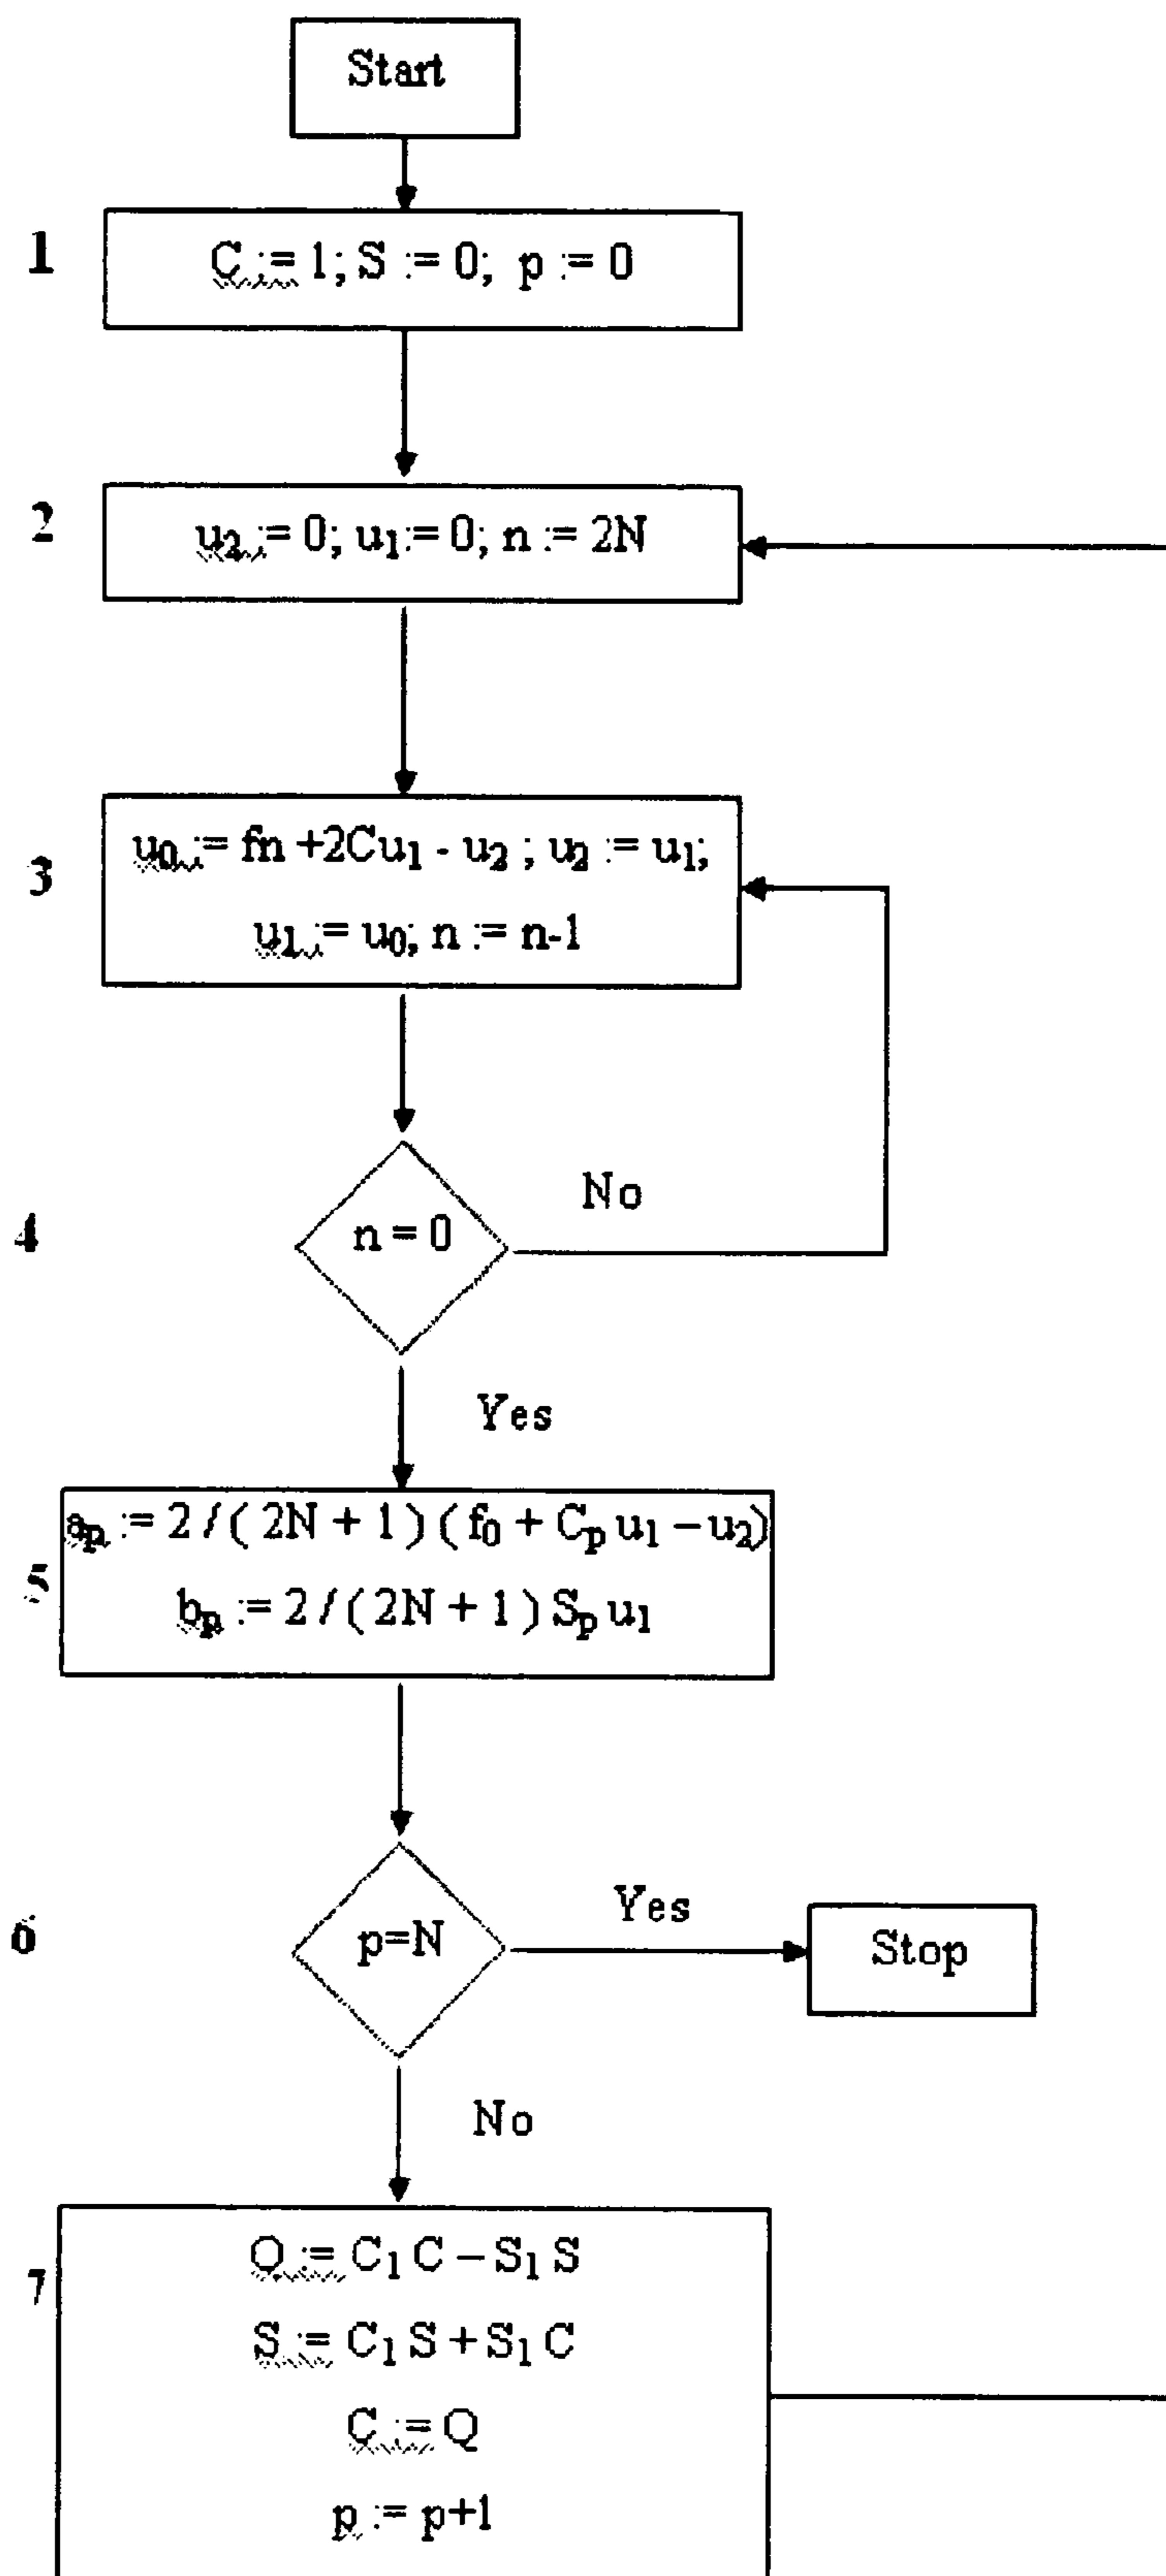 Start
1
C := 1; S := 0; p := 0
2
u₂ := 0; u₁ := 0; n := 2N
3
u₀ := fn +2Cu₁ - u₂ ; u₂ := u₁;
u₁ := u₀; n := n-1
4
n = 0
No
Yes
5
aₚ := 2 / ( 2N + 1 ) ( f₀ + Cₚ u₁ – u₂)
bₚ := 2 / ( 2N + 1 ) Sₚ u₁
6
p=N
Yes
Stop
No
7
Q := C₁ C – S₁ S
S := C₁ S + S₁ C
C := Q
p := p+1